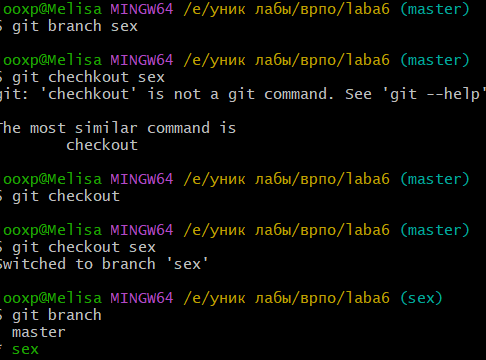 ooxp@Melisa MINGW64 /e/уник лабы/врпо/laba6 (master)
$ git branch sex
ooxp@Melisa MINGW64 /e/уник лабы/врпо/laba6 (master)
$ git chechkout sex
git: 'chechkout' is not a git command. See 'git --help'
The most similar command is
checkout
ooxp@Melisa MINGW64 /e/уник лабы/врпо/laba6 (master)
$ git checkout
ooxp@Melisa MINGW64 /e/уник лабы/врпо/laba6 (master)
$ git checkout sex
Switched to branch 'sex'
ooxp@Melisa MINGW64 /e/уник лабы/врпо/laba6 (sex)
$ git branch
master
* sex